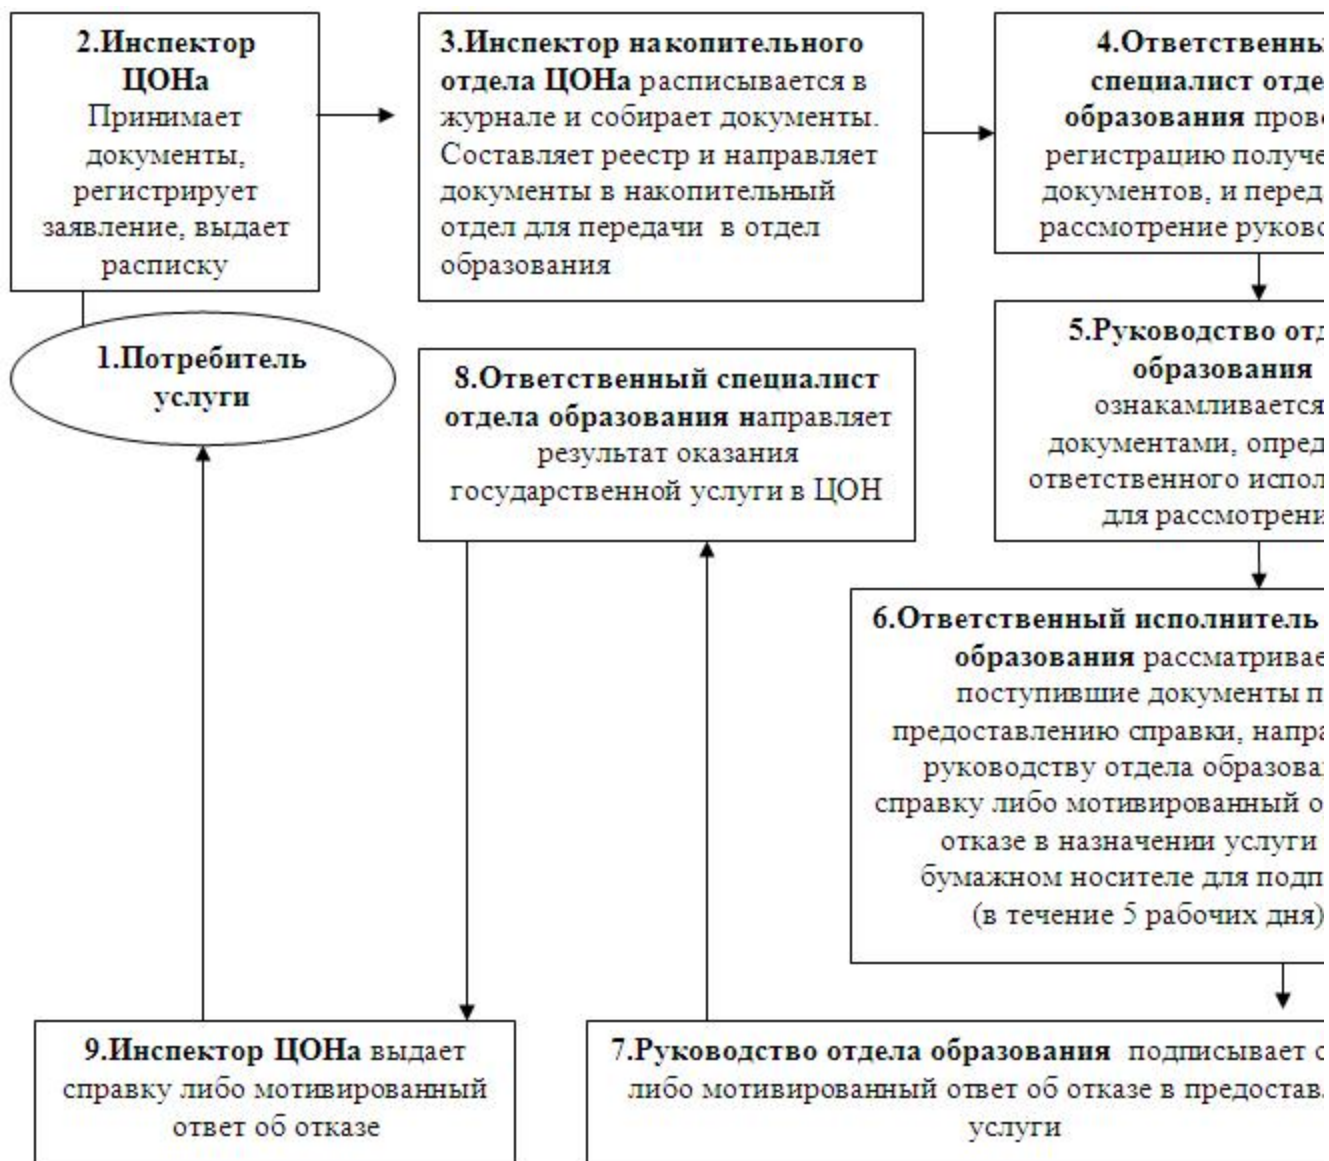 2.Инспектор
ЦОНа
Принимает
документы,
регистрирует
заявление, выдает
расписку
3.Инспектор накопительного
отдела ЦОНа расписывается в
журнале и собирает документы.
Составляет реестр и направляет
документы в накопительный
отдел для передачи в отдел
образования
4.Ответственны
специалист отде
образования прово
регистрацию получе
документов, и перед
рассмотрение руково
1.Потребитель
услуги
8.Ответственный специалист
отдела образования направляет
результат оказания
государственной услуги в ЦОН
5.Руководство отд
образования
ознакамливается
документами, опред
ответственного испол
для рассмотрени
6.Ответственный исполнитель
образования рассматривае
поступившие документы п
предоставлению справки, напра
руководству отдела образова
справку либо мотивированный о
отказе в назначении услуги
бумажном носителе для подп
(в течение 5 рабочих дня)
9.Инспектор ЦОНа выдает
справку либо мотивированный
ответ об отказе
7.Руководство отдела образования подписывает с
либо мотивированный ответ об отказе в предостав
услуги